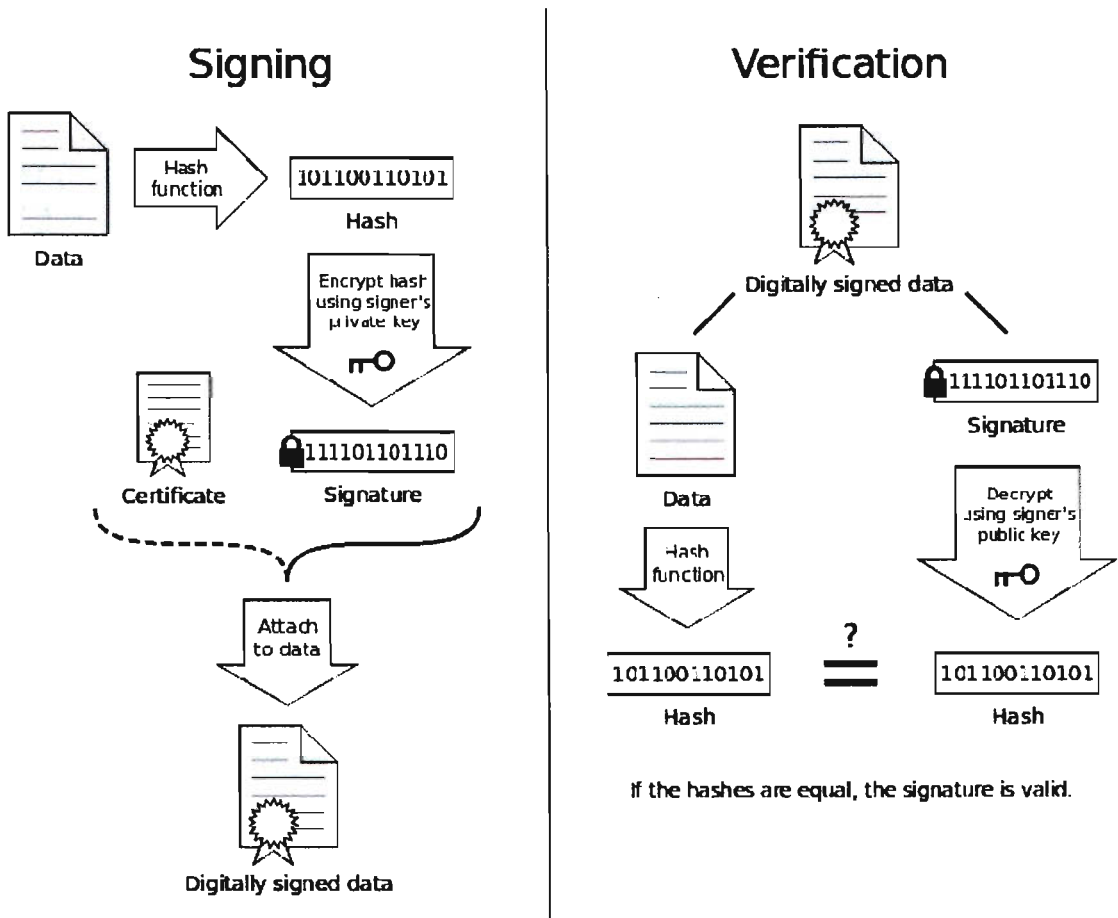 Signing
Hash
function
101100110101
Hash
Data
Encrypt hash
using signer's
private key
111101101110
Certificate
Signature
Attach
to data
Digitally signed data
Verification
Digitally signed data
111101101110
Signature
Data
Hash
function
Decrypt
using signer's
public key
?
101100110101
=
101100110101
Hash
Hash
If the hashes are equal, the signature is valid.